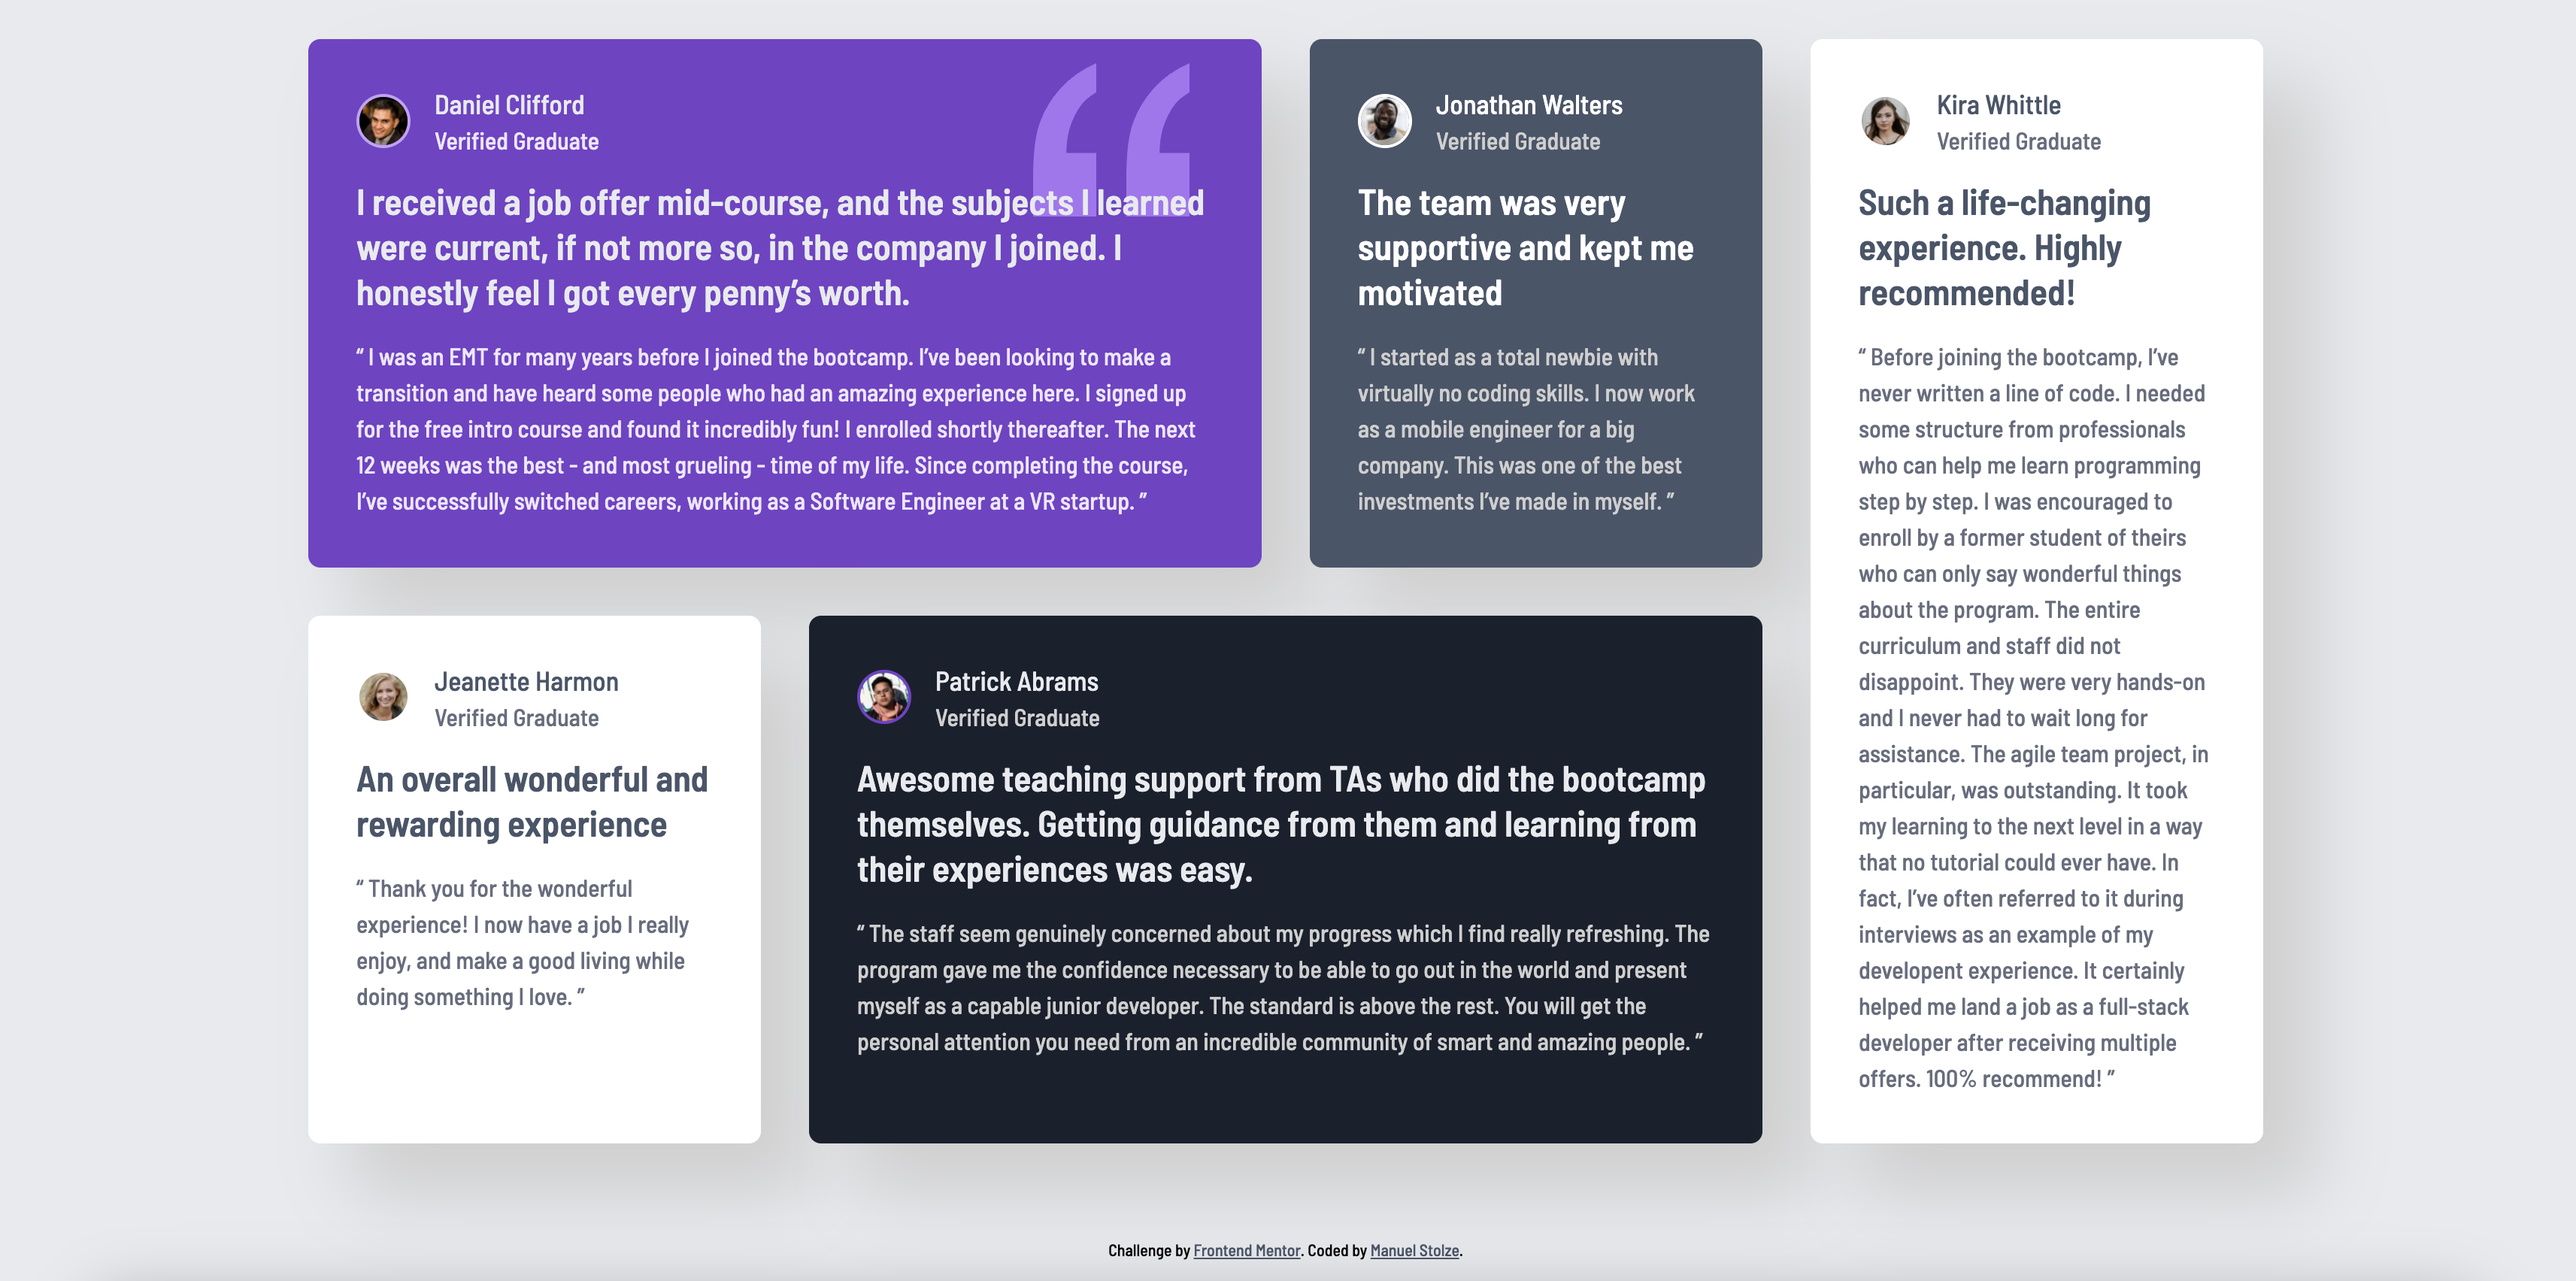 Daniel Clifford
Verified Graduate
I received a job offer mid-course, and the subjects I learned
were current, if not more so, in the company I joined. I
honestly feel I got every penny’s worth.
“ I was an EMT for many years before I joined the bootcamp. I’ve been looking to make a
transition and have heard some people who had an amazing experience here. I signed up
for the free intro course and found it incredibly fun! I enrolled shortly thereafter. The next
12 weeks was the best - and most grueling - time of my life. Since completing the course,
I’ve successfully switched careers, working as a Software Engineer at a VR startup. ”
Jonathan Walters
Verified Graduate
The team was very
supportive and kept me
motivated
“ I started as a total newbie with
virtually no coding skills. I now work
as a mobile engineer for a big
company. This was one of the best
investments I’ve made in myself. ”
Kira Whittle
Verified Graduate
Such a life-changing
experience. Highly
recommended!
“ Before joining the bootcamp, I’ve
never written a line of code. I needed
some structure from professionals
who can help me learn programming
step by step. I was encouraged to
enroll by a former student of theirs
who can only say wonderful things
about the program. The entire
curriculum and staff did not
disappoint. They were very hands-on
and I never had to wait long for
assistance. The agile team project, in
particular, was outstanding. It took
my learning to the next level in a way
that no tutorial could ever have. In
fact, I’ve often referred to it during
interviews as an example of my
developent experience. It certainly
helped me land a job as a full-stack
developer after receiving multiple
offers. 100% recommend! ”
Jeanette Harmon
Verified Graduate
An overall wonderful and
rewarding experience
“ Thank you for the wonderful
experience! I now have a job I really
enjoy, and make a good living while
doing something I love. ”
Patrick Abrams
Verified Graduate
Awesome teaching support from TAs who did the bootcamp
themselves. Getting guidance from them and learning from
their experiences was easy.
“ The staff seem genuinely concerned about my progress which I find really refreshing. The
program gave me the confidence necessary to be able to go out in the world and present
myself as a capable junior developer. The standard is above the rest. You will get the
personal attention you need from an incredible community of smart and amazing people. ”
Challenge by Frontend Mentor. Coded by Manuel Stolze.